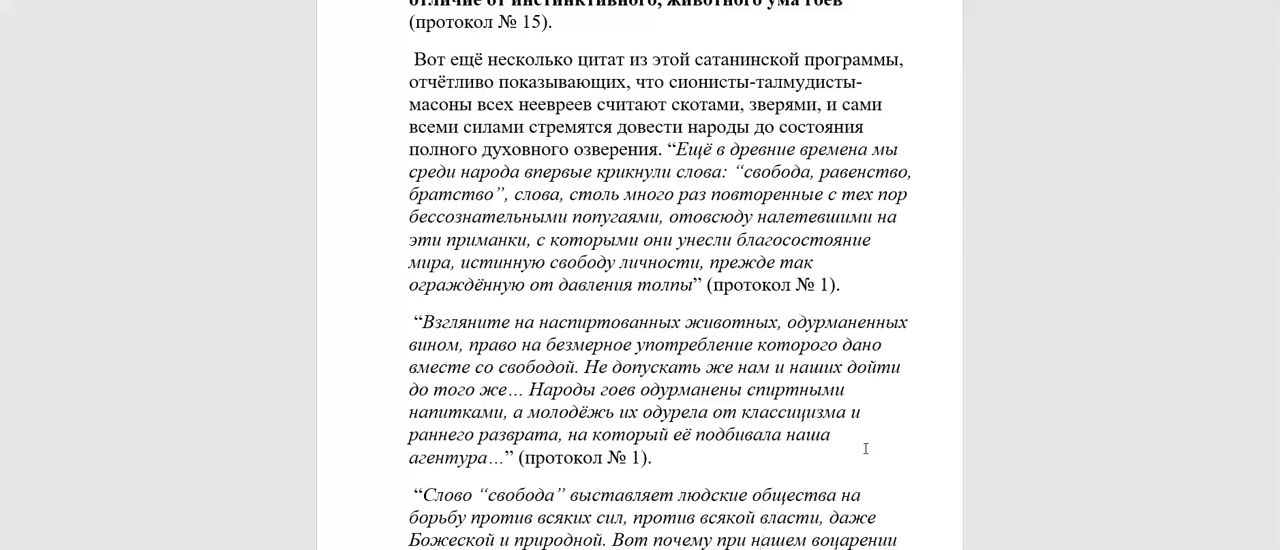 отличие от инстинктивного, животного ума гоев
(протокол № 15).
Вот ещё несколько цитат из этой сатанинской программы,
отчётливо показывающих, что сионисты-талмудисты-
масоны всех неевреев считают скотами, зверями, и сами
всеми силами стремятся довести народы до состояния
полного духовного озверения. “Ещё в древние времена мы
среди народа впервые крикнули слова: “свобода, равенство,
братство”, слова, столь много раз повторенные с тех пор
бессознательными попугаями, отовсюду налетевшими на
эти приманки, с которыми они унесли благосостояние
мира, истинную свободу личности, прежде так
ограждённую от давления толпы” (протокол № 1).
“Взгляните на наспиртованных животных, одурманенных
вином, право на безмерное употребление которого дано
вместе со свободой. Не допускать же нам и наших дойти
до того же… Народы гоев одурманены спиртными
напитками, а молодёжь их одурела от классицизма и
раннего разврата, на который её подбивала наша
агентура…” (протокол № 1).
“Слово “свобода” выставляет людские общества на
борьбу против всяких сил, против всякой власти, даже
Божеской и природной. Вот почему при нашем воцарении